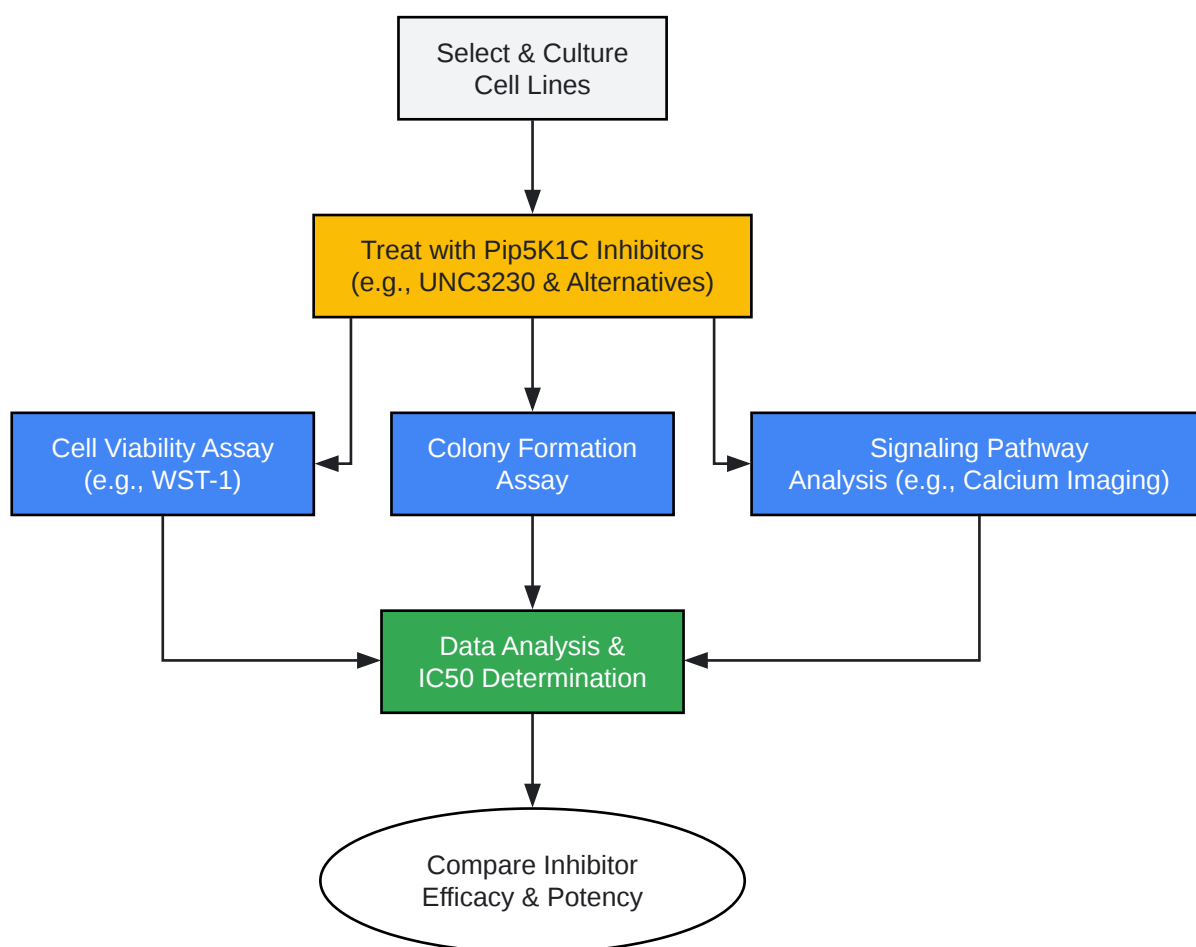 Select & Culture
Cell Lines
Treat with Pip5K1C Inhibitors
(e.g., UNC3230 & Alternatives)
Cell Viability Assay
(e.g., WST-1)
Colony Formation
Assay
Signaling Pathway
Analysis (e.g., Calcium Imaging)
Data Analysis &
IC50 Determination
Compare Inhibitor
Efficacy & Potency